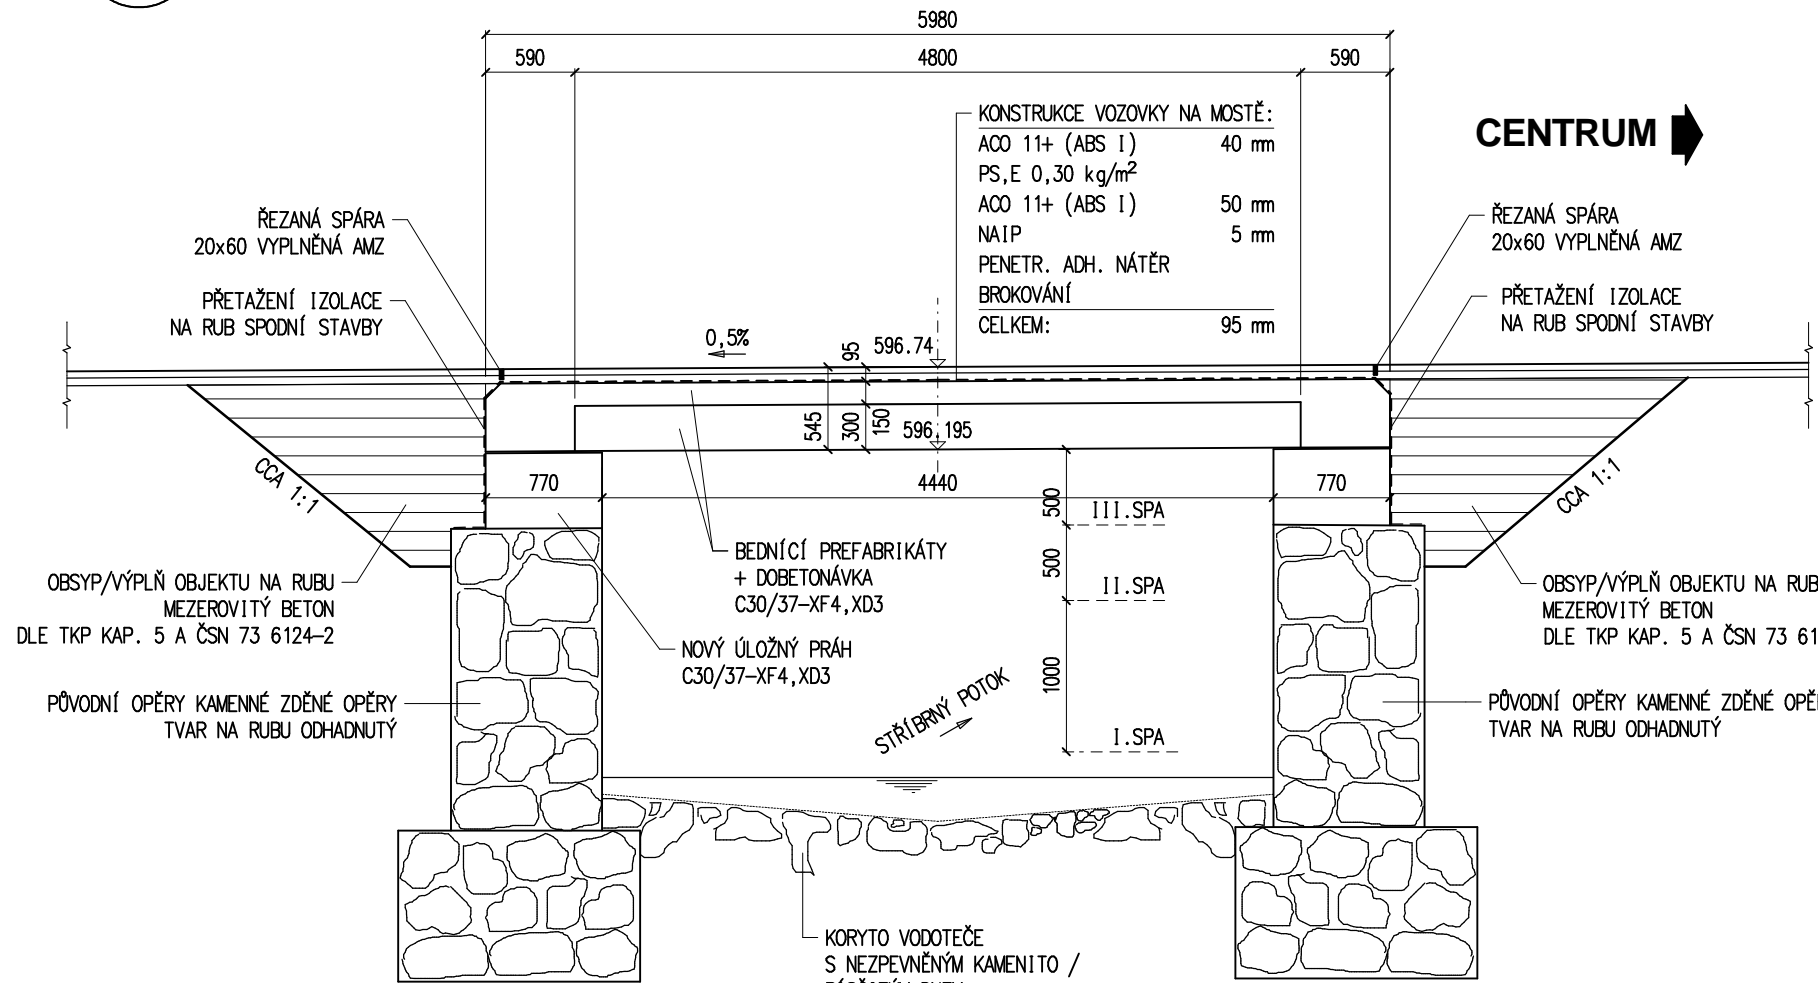 5980
590
4800
590
KONSTRUKCE VOZOVKY NA MOSTĚ:
ACO 11+ (ABS I) 40 mm
PS,E 0,30 kg/m²
ACO 11+ (ABS I) 50 mm
NAIP 5 mm
PENETR. ADH. NÁTĚR
BROKOVÁNÍ
CELKEM: 95 mm
CENTRUM
ŘEZANÁ SPÁRA
20x60 VYPLNĚNÁ AMZ
PŘETAŽENÍ IZOLACE
NA RUB SPODNÍ STAVBY
ŘEZANÁ SPÁRA
20x60 VYPLNĚNÁ AMZ
PŘETAŽENÍ IZOLACE
NA RUB SPODNÍ STAVBY
0,5%
95
596.74
545
300
150
596.195
CCA 1:1
770
4440
770
CCA 1:1
500
III.SPA
500
II.SPA
1000
I.SPA
BEDNÍCÍ PREFABRIKÁTY
+ DOBETONÁVKA
C30/37-XF4,XD3
NOVÝ ÚLOŽNÝ PRÁH
C30/37-XF4,XD3
OBSYP/VÝPLŇ OBJEKTU NA RUBU
MEZEROVITÝ BETON
DLE TKP KAP. 5 A ČSN 73 6124-2
PŮVODNÍ OPĚRY KAMENNÉ ZDĚNÉ OPĚRY
TVAR NA RUBU ODHADNUTÝ
OBSYP/VÝPLŇ OBJEKTU NA RUB
MEZEROVITÝ BETON
DLE TKP KAP. 5 A ČSN 73 61
PŮVODNÍ OPĚRY KAMENNÉ ZDĚNÉ OPĚ
TVAR NA RUBU ODHADNUTÝ
STŘÍBRNÝ POTOK
KORYTO VODOTEČE
S NEZPEVNĚNÝM KAMENITO /